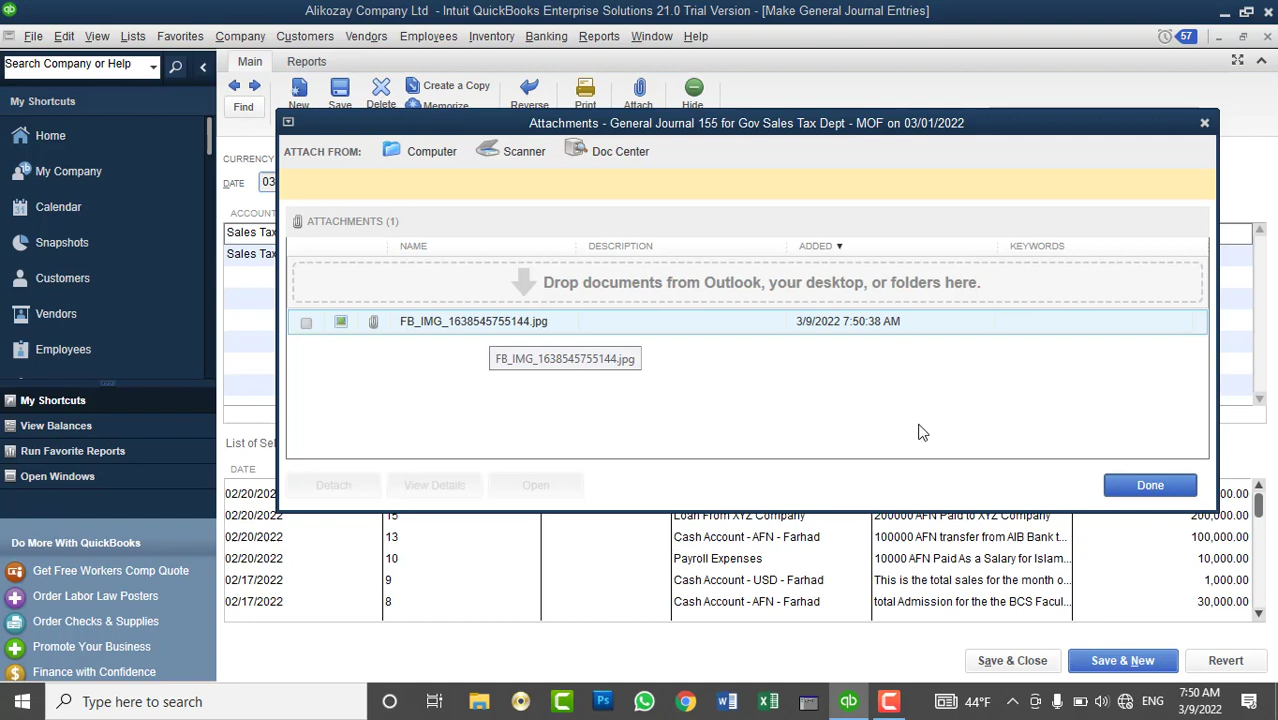 Alikozay Company Ltd - Intuit QuickBooks Enterprise Solutions 21.0 Trial Version - [Make General Journal Entries]
File Edit View Lists Favorites Company Customers Vendors Employees Inventory Banking Reports Window Help 57
Search Company or Help
Main Reports
New Save Delete Create a Copy Memorize Reverse Print Attach Hide
Find
My Shortcuts
Home
My Company
Calendar
Snapshots
Customers
Vendors
Employees
My Shortcuts
View Balances
Run Favorite Reports
Open Windows
Do More With QuickBooks
Get Free Workers Comp Quote
Order Labor Law Posters
Order Checks & Supplies
Promote Your Business
Finance with Confidence
CURRENCY
DATE 03
ACCOUNT
Sales Tax
Sales Tax
Attachments - General Journal 155 for Gov Sales Tax Dept - MOF on 03/01/2022
ATTACH FROM: Computer Scanner Doc Center
ATTACHMENTS (1)
NAME DESCRIPTION ADDED KEYWORDS
Drop documents from Outlook, your desktop, or folders here.
FB_IMG_1638545755144.jpg 3/9/2022 7:50:38 AM
FB_IMG_1638545755144.jpg
Detach View Details Open Done
List of Sel
DATE
02/20/2022 0.00
02/20/2022 15 Loan From XYZ Company 200000 AFN Paid to XYZ Company 200,000.00
02/20/2022 13 Cash Account - AFN - Farhad 100000 AFN transfer from AIB Bank t... 100,000.00
02/20/2022 10 Payroll Expenses 10000 AFN Paid As a Salary for Islam... 10,000.00
02/17/2022 9 Cash Account - USD - Farhad This is the total sales for the month o... 1,000.00
02/17/2022 8 Cash Account - AFN - Farhad total Admission for the the BCS Facul... 30,000.00
Save & Close Save & New Revert
Type here to search
44°F ENG 7:50 AM
3/9/2022